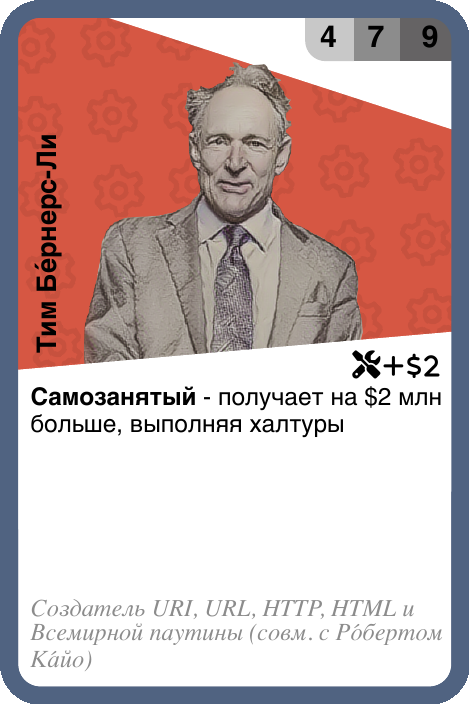 4 7 9
Тим Бе́рнерс-Ли
+$2
Самозанятый - получает на $2 млн
больше, выполняя халтуры
Создатель URI, URL, HTTP, HTML и
Всемирной паутины (совм. с Ро́бертом
Ка́йо)